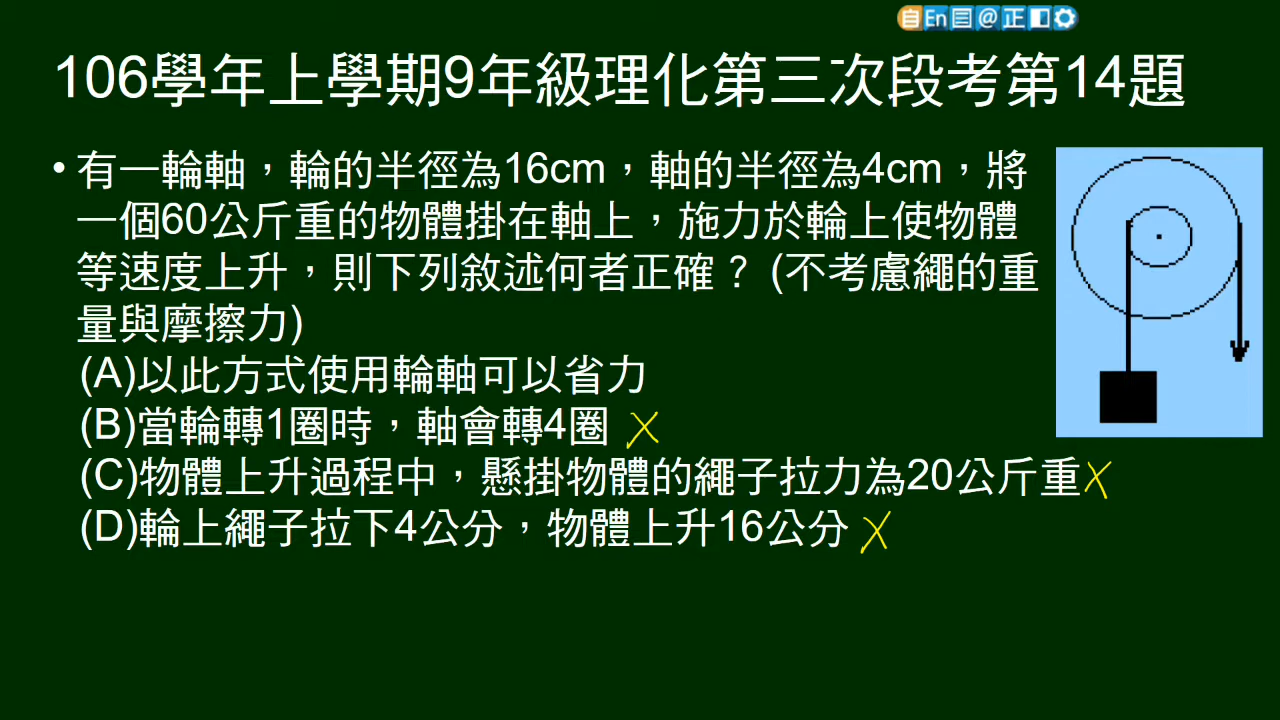 自En@正
106學年上學期9年級理化第三次段考第14題
•有一輪軸，輪的半徑為16cm，軸的半徑為4cm，將
一個60公斤重的物體掛在軸上，施力於輪上使物體
等速度上升，則下列敘述何者正確？(不考慮繩的重
量與摩擦力)
(A)以此方式使用輪軸可以省力
(B)當輪轉1圈時，軸會轉4圈 X
(C)物體上升過程中，懸掛物體的繩子拉力為20公斤重X
(D)輪上繩子拉下4公分，物體上升16公分 X